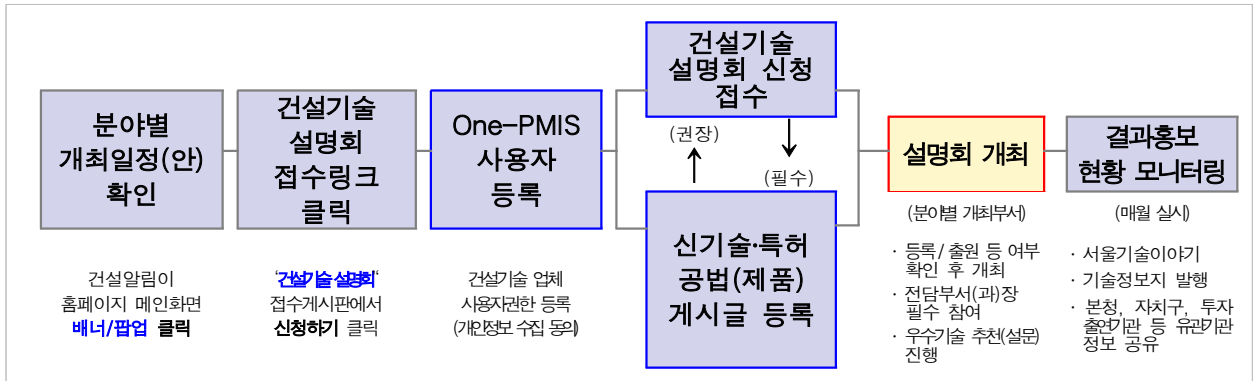 분야별
개최일정(안)
확인
건설알림이
홈페이지 메인화면
배너/팝업 클릭
건설기술
설명회
접수링크
클릭
'건설기술 설명회'
접수게시판에서
신청하기 클릭
One-PMIS
사용자
등록
건설기술 업체
사용자권한 등록
(개인정보 수집 동의)
건설기술
설명회 신청
접수
(권장)
(필수)
신기술·특허
공법(제품)
게시글 등록
설명회 개최
(분야별 개최부서)
· 등록/출원 등 여부
확인 후 개최
· 전담부서(과)장
필수 참여
· 우수기술 추천(설문)
진행
결과홍보
현황 모니터링
(매월 실시)
· 서울기술이야기
· 기술정보지 발행
· 본청, 자치구, 투자
출연기관 등 유관기관
정보 공유